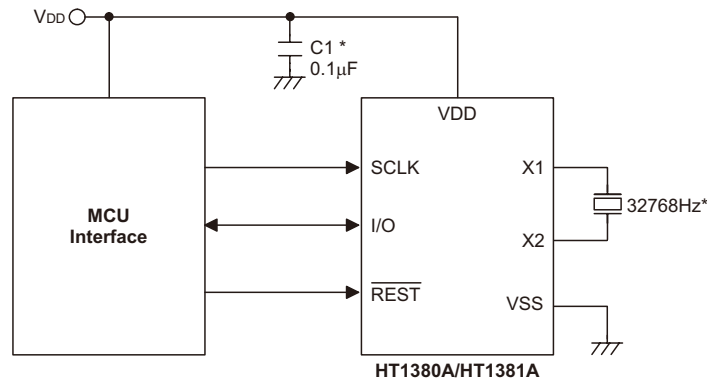 VDD
C1 *
0.1µF
VDD
SCLK
X1
MCU
Interface
I/O
32768Hz*
X2
REST
VSS
HT1380A/HT1381A